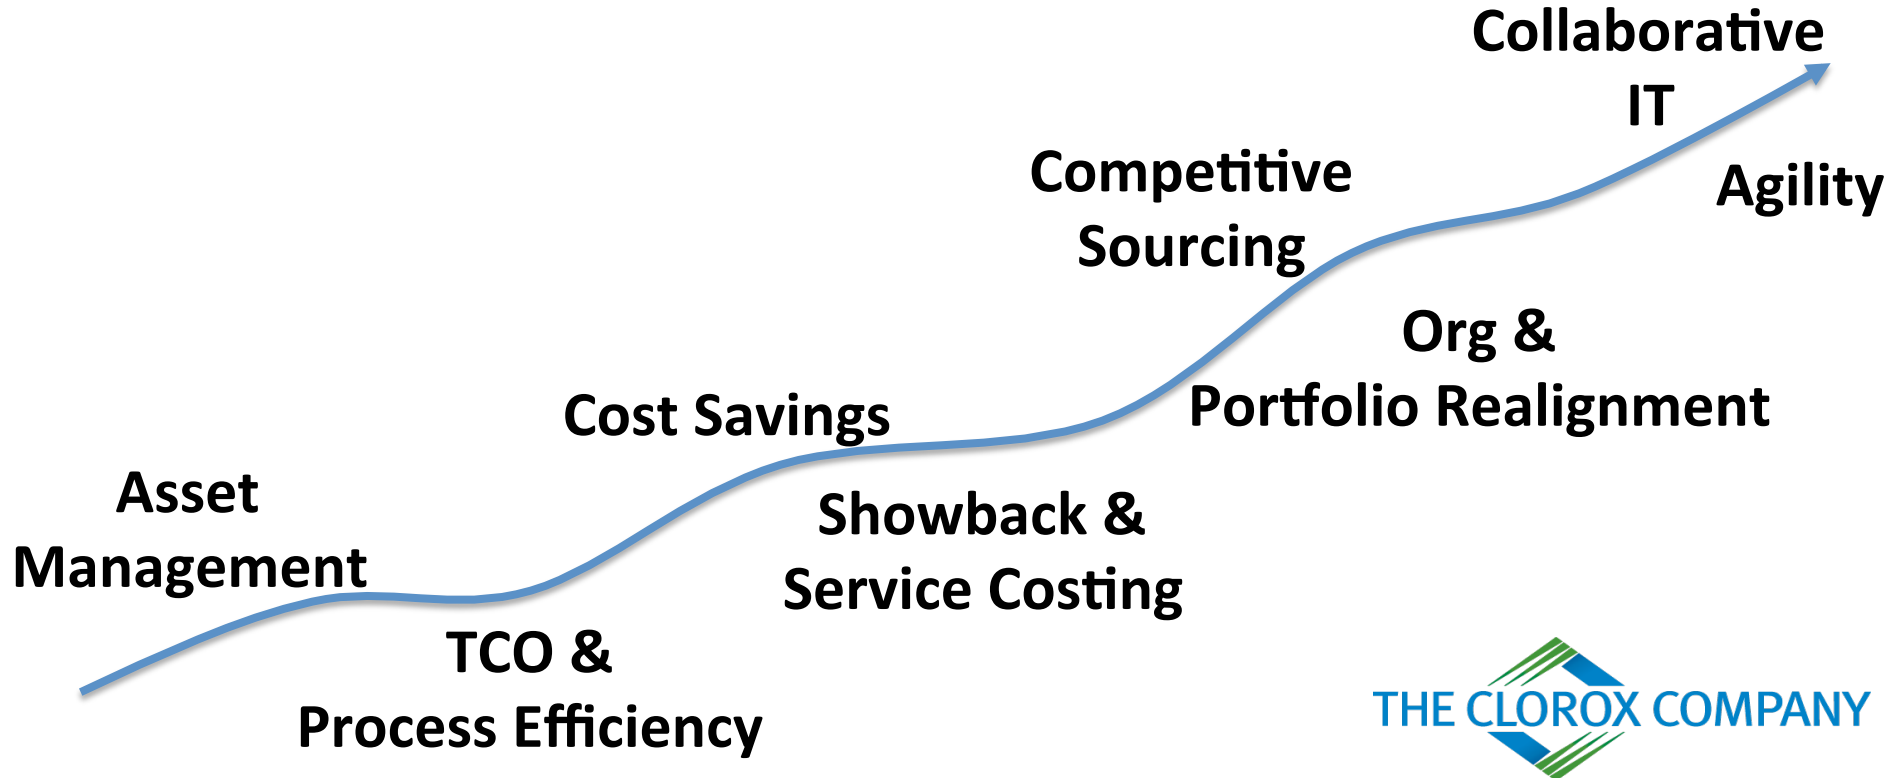 Collaborative
IT
Agility
Competitive
Sourcing
Org &
Portfolio Realignment
Cost Savings
Showback &
Service Costing
Asset
Management
TCO &
Process Efficiency
THE CLOROX COMPANY